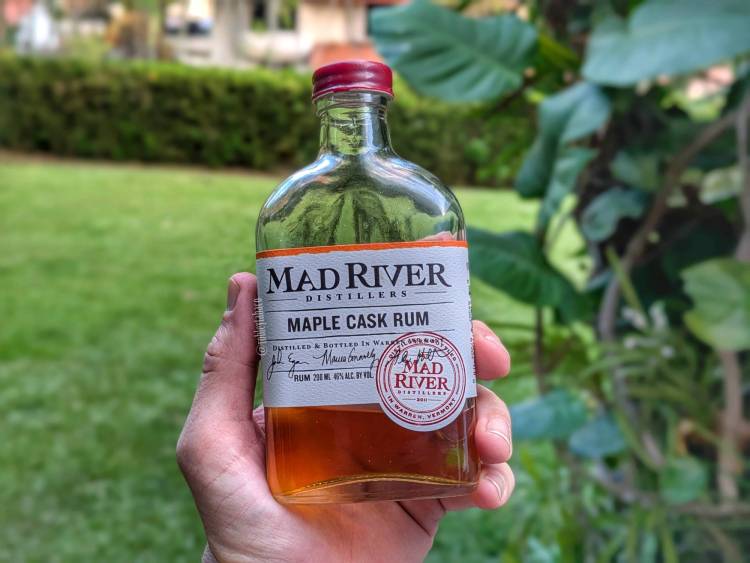 MAD RIVER
DISTILLERS
MAPLE CASK RUM
DISTILLED & BOTTLED IN WARREN
RUM 200 ML 46% ALC. BY VOL.
MAD
RIVER
DISTILLERS
2011
IN WARREN, VERMONT